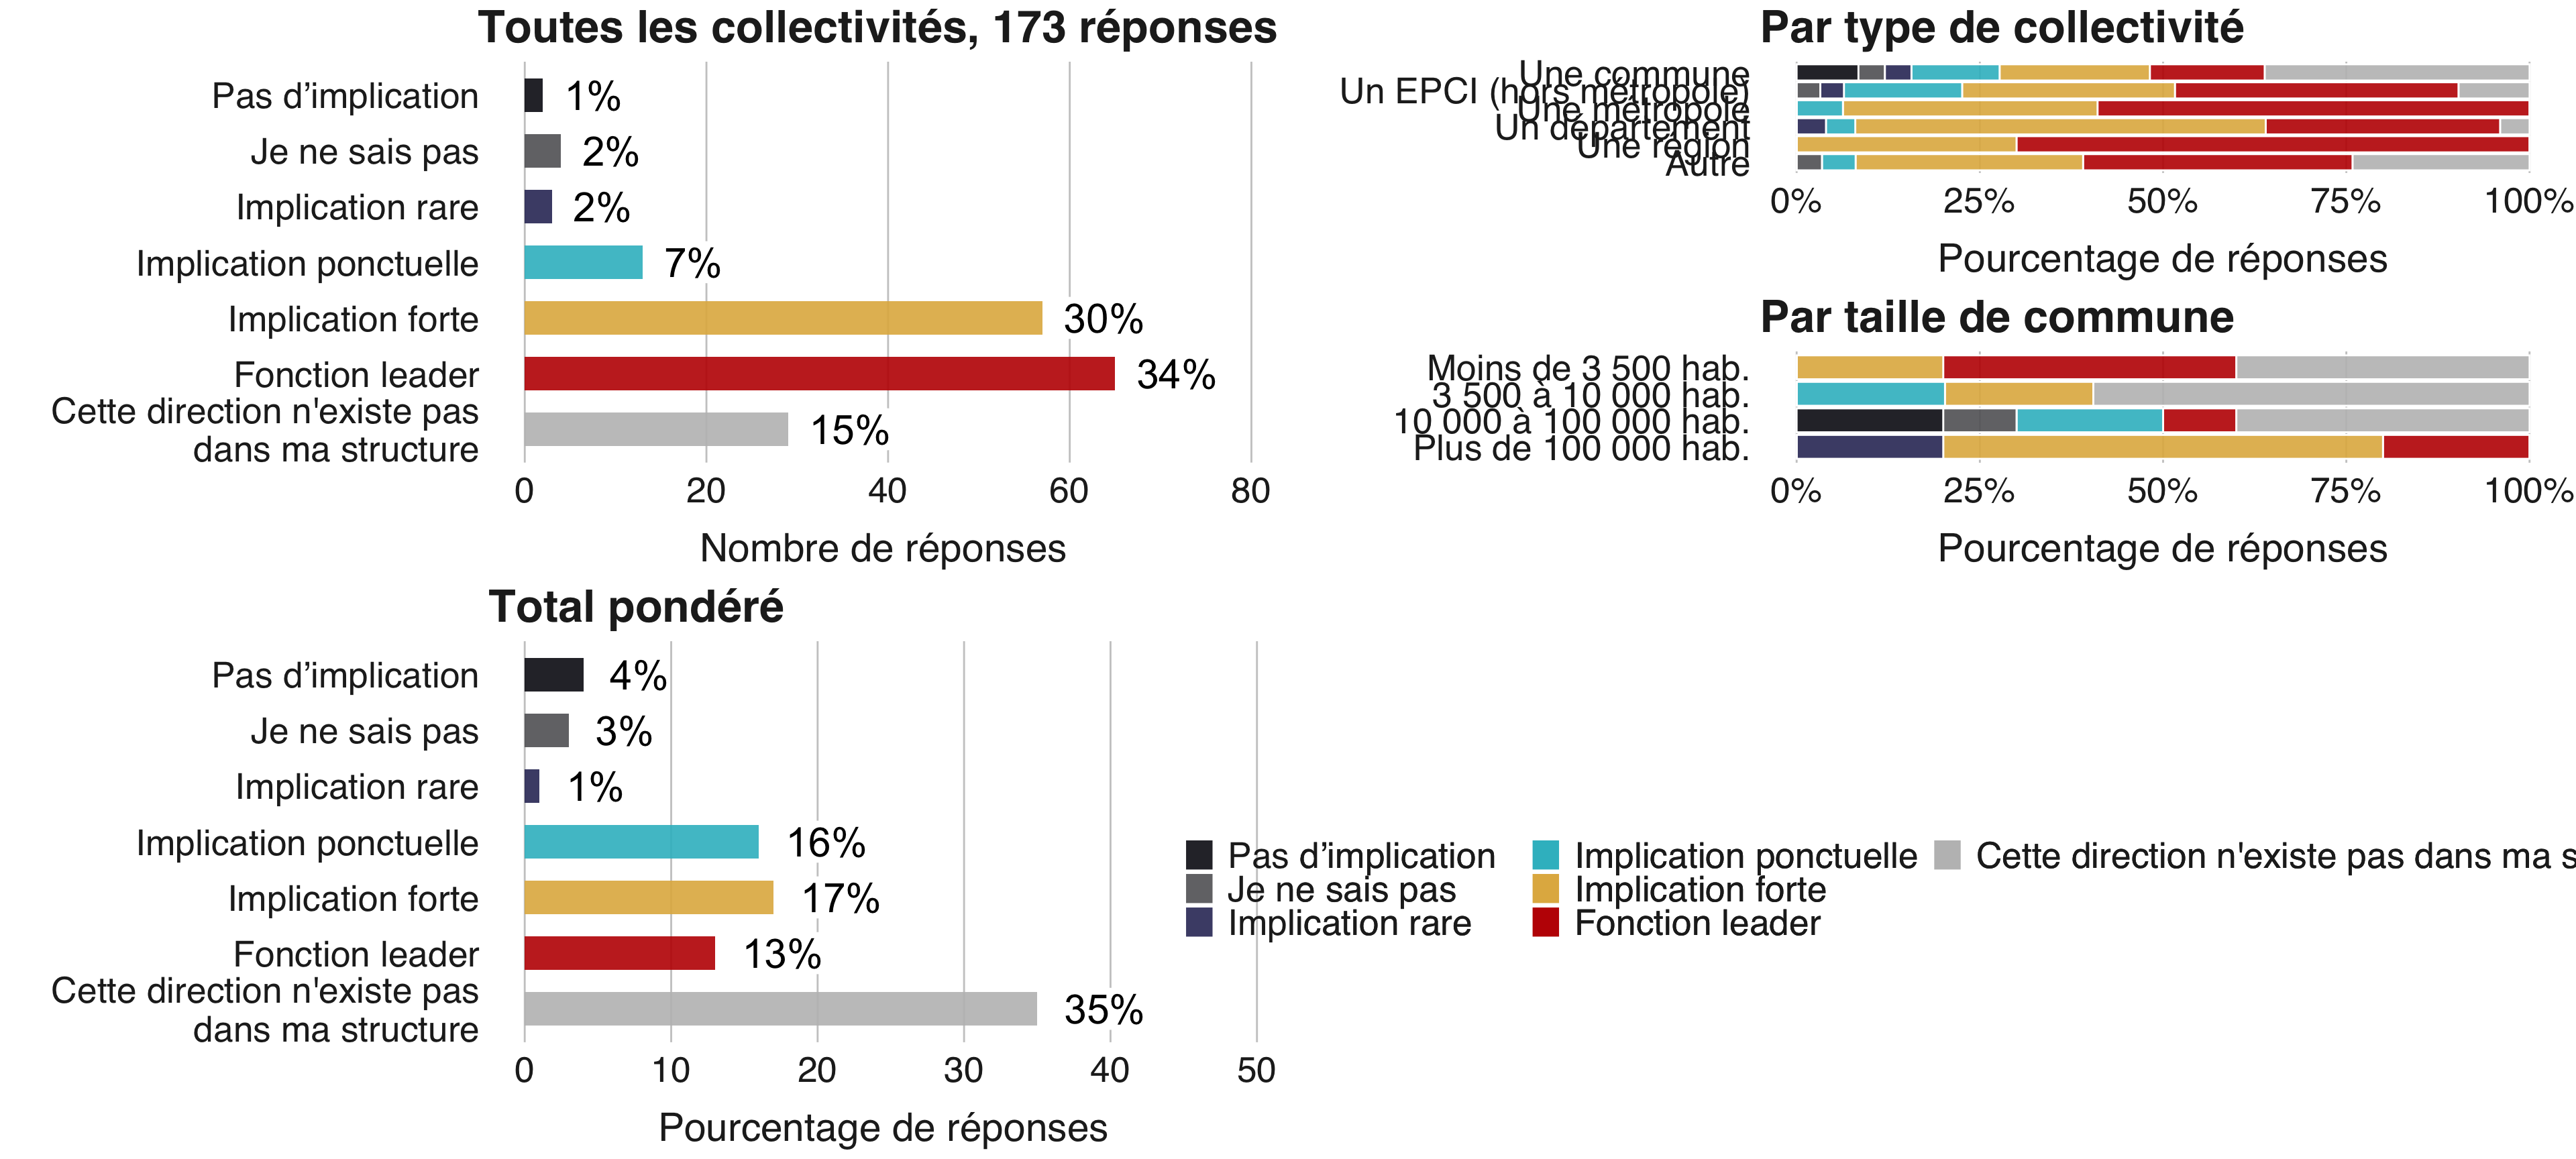 Toutes les collectivités, 173 réponses
Pas d’implication
1%
Je ne sais pas
2%
Implication rare
2%
Implication ponctuelle
7%
Implication forte
30%
Fonction leader
34%
Cette direction n'existe pas
dans ma structure
15%
0 20 40 60 80
Nombre de réponses
Par type de collectivité
Une commune
Un EPCI (hors métropole)
Une métropole
Un département
Une région
Autre
0% 25% 50% 75% 100%
Pourcentage de réponses
Par taille de commune
Moins de 3 500 hab.
3 500 à 10 000 hab.
10 000 à 100 000 hab.
Plus de 100 000 hab.
0% 25% 50% 75% 100%
Pourcentage de réponses
Total pondéré
Pas d’implication
4%
Je ne sais pas
3%
Implication rare
1%
Implication ponctuelle
16%
Implication forte
17%
Fonction leader
13%
Cette direction n'existe pas
dans ma structure
35%
0 10 20 30 40 50
Pourcentage de réponses
Pas d’implication
Je ne sais pas
Implication rare
Implication ponctuelle
Implication forte
Fonction leader
Cette direction n'existe pas dans ma s